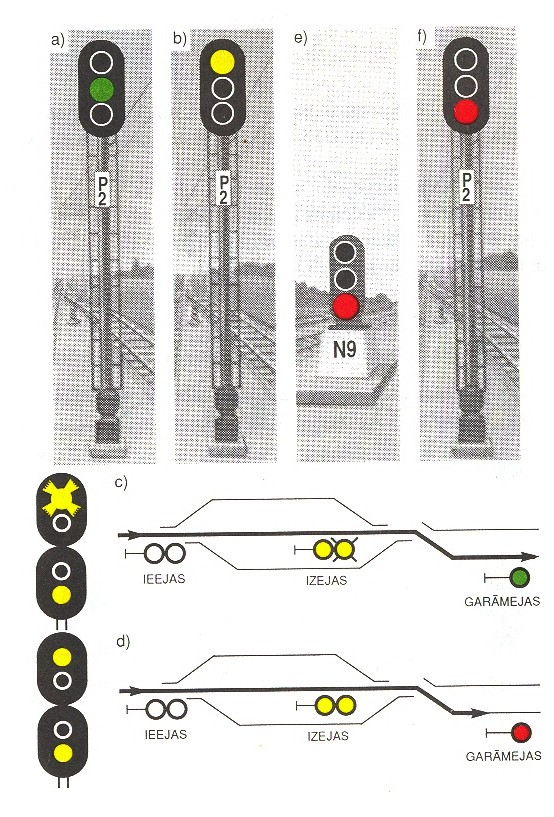 a)
b)
e)
f)
P
2
P
2
P
2
N9
c)
IEEJAS
IZEJAS
GARĀMEJAS
d)
IEEJAS
IZEJAS
GARĀMEJAS